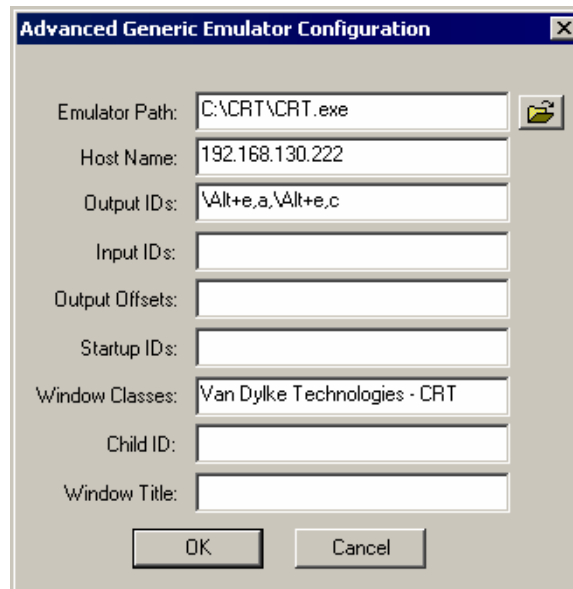 Advanced Generic Emulator Configuration
Emulator Path: C:\CRT\CRT.exe
Host Name: 192.168.130.222
Output IDs: \Alt+e,a,\Alt+e,c
Input IDs:
Output Offsets:
Startup IDs:
Window Classes: Van Dylke Technologies - CRT
Child ID:
Window Title:
OK Cancel